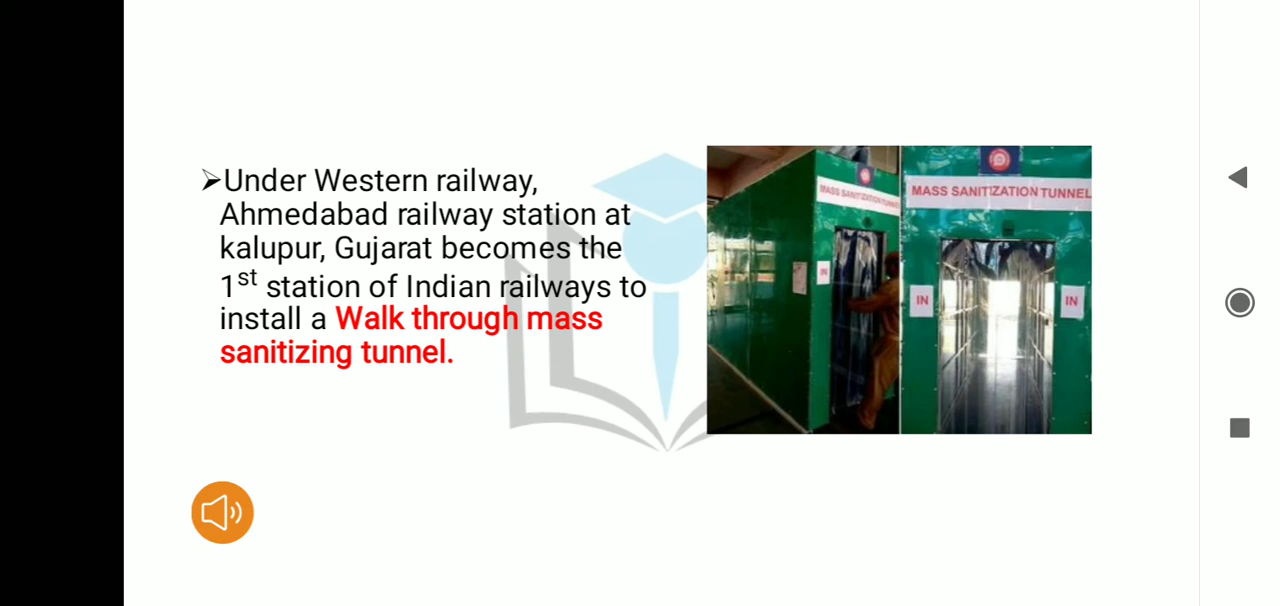 ➢Under Western railway,
Ahmedabad railway station at
kalupur, Gujarat becomes the
1st station of Indian railways to
install a Walk through mass
sanitizing tunnel.
MASS SANITIZATION TUNNEL
IN
MASS SANITIZATION TUNNEL
IN
IN